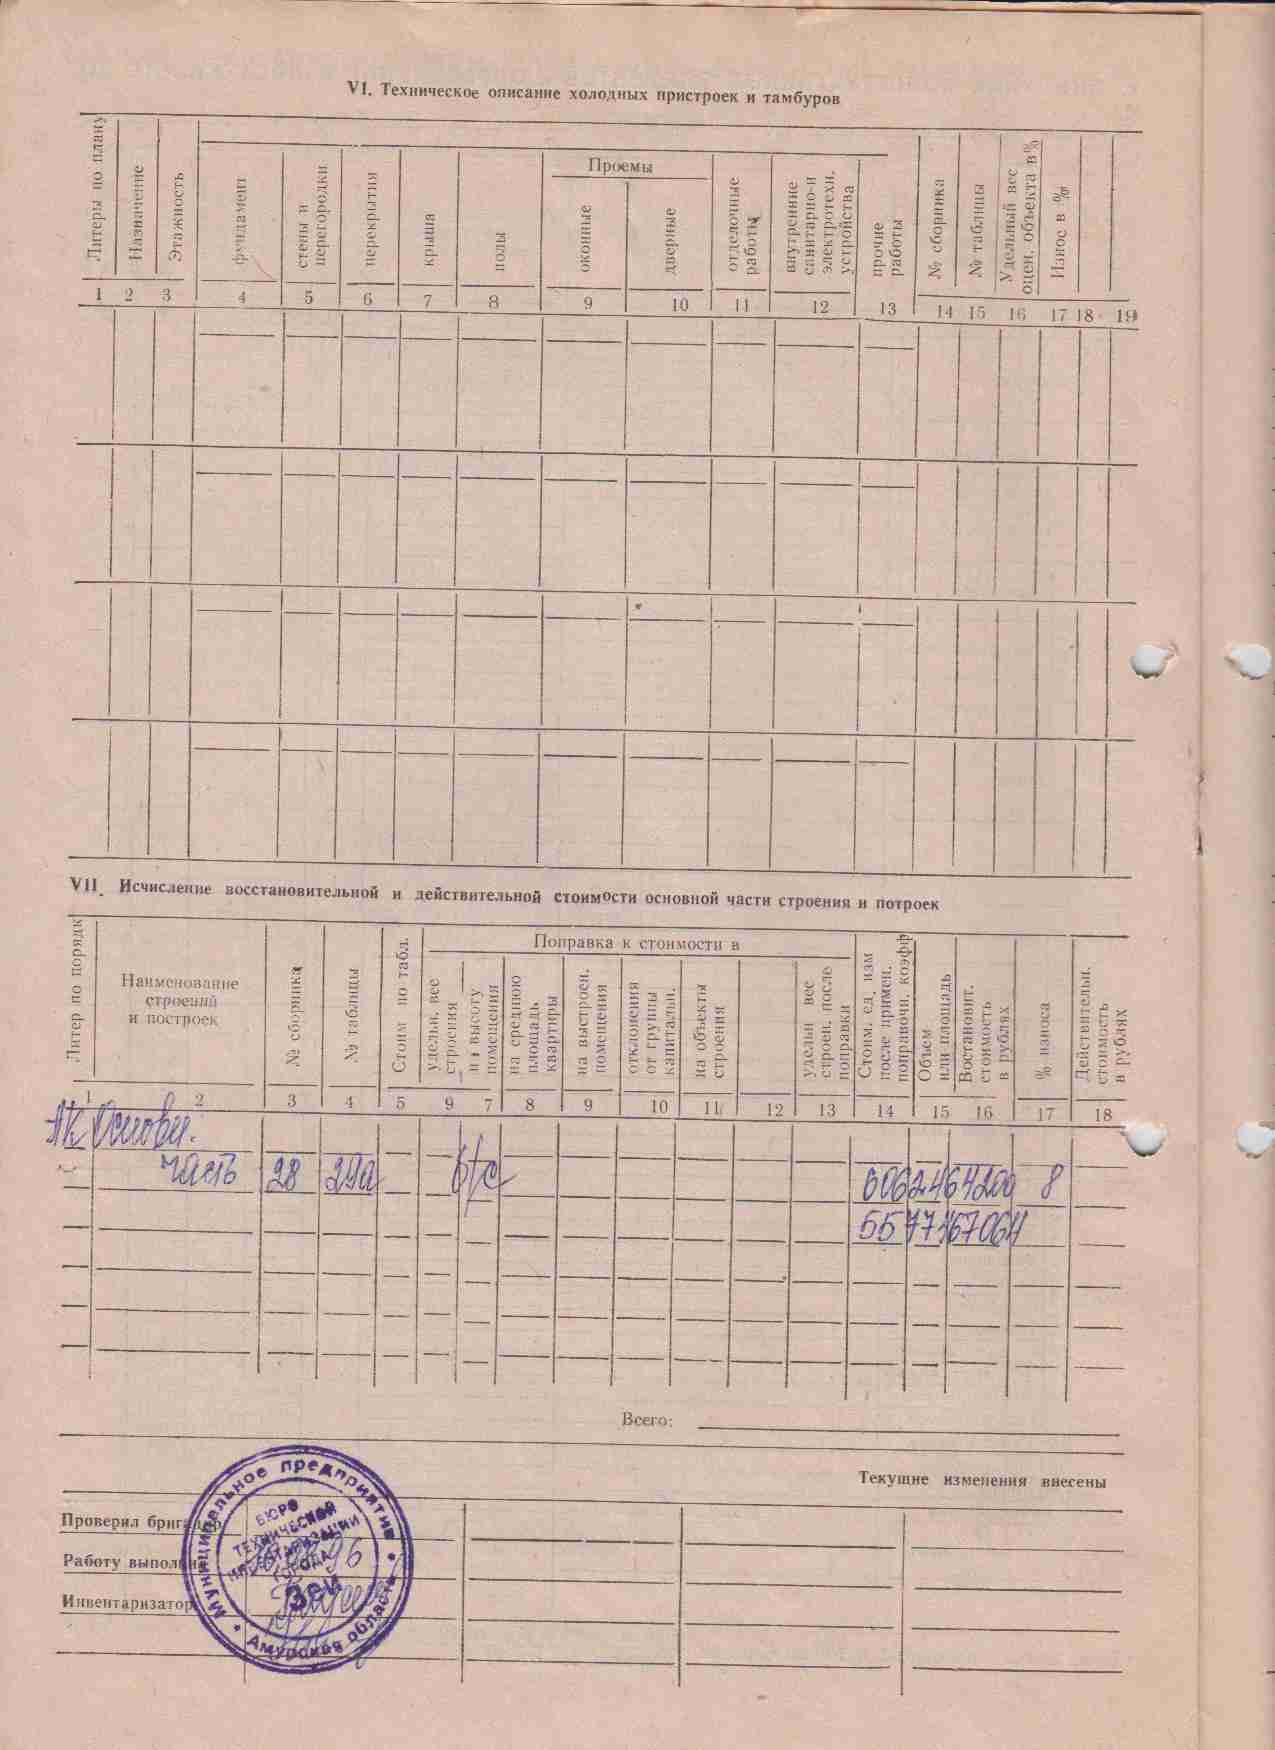 VI. Техническое описание холодных пристроек и тамбуров
Литеры по плану
Назначение
Этажность
фундамент
стены и
перегородки
перекрытия
крыша
полы
Проемы
оконные
дверные
отделочные
работы
внутренние
санитарно-и
электротехн.
устройства
прочие
работы
№ сборника
№ таблицы
Удельный вес
оцен. объекта в%
Износ в %
1 2 3 4 5 6 7 8 9 10 11 12 13 14 15 16 17 18 19
VII. Исчисление восстановительной и действительной стоимости основной части строения и потроек
Литер по порядк
Наименование
строений
и построек
№ сборника
№ таблицы
Стоим по табл.
Поправка к стоимости в
удельн. вес
строения
на высоту
помещения
на среднюю
площадь
квартиры
на выстроен.
помещения
отклонения
от группы
капитальн.
на объекты
строения
удельн вес
строен. после
поправки
Стоим. ед. изм
после примен.
поправочн. коэфф
Объем
или площадь
Востановит.
стоимость
в рублях
% износа
Действительн.
стоимость
в рублях
1 2 3 4 5 9 7 8 9 10 11 12 13 14 15 16 17 18
Основн.
часть 28 29а б/с 8
Всего:
Текущие изменения внесены
Проверил бригадир
Работу выполнил
Инвентаризатор
Муниципальное предприятие
Амурская область
БЮРО
ТЕХНИЧЕСКОЙ
ИНВЕНТАРИЗАЦИИ
ГОРОДА
Зеи